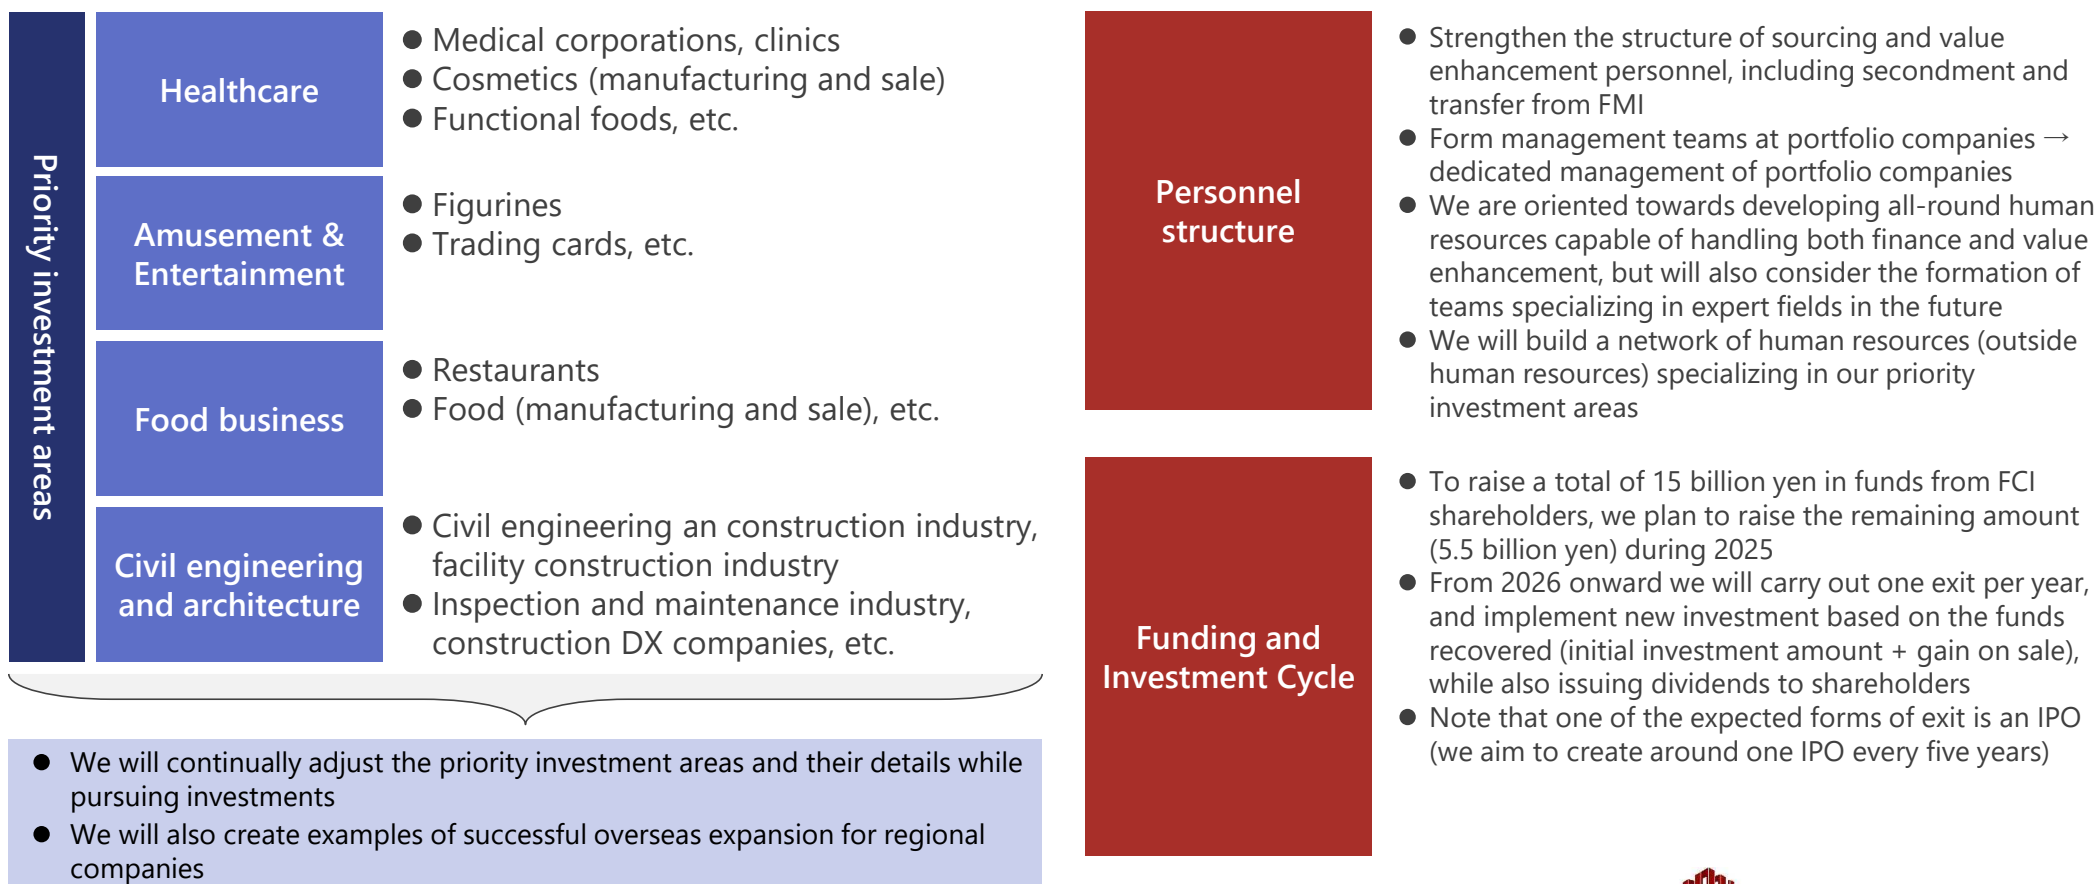 Priority investment areas
Healthcare
● Medical corporations, clinics
● Cosmetics (manufacturing and sale)
● Functional foods, etc.
Amusement &
Entertainment
● Figurines
● Trading cards, etc.
Food business
● Restaurants
● Food (manufacturing and sale), etc.
Civil engineering
and architecture
● Civil engineering an construction industry,
facility construction industry
● Inspection and maintenance industry,
construction DX companies, etc.
● We will continually adjust the priority investment areas and their details while
pursuing investments
● We will also create examples of successful overseas expansion for regional
companies
Personnel
structure
● Strengthen the structure of sourcing and value
enhancement personnel, including secondment and
transfer from FMI
● Form management teams at portfolio companies →
dedicated management of portfolio companies
● We are oriented towards developing all-round human
resources capable of handling both finance and value
enhancement, but will also consider the formation of
teams specializing in expert fields in the future
● We will build a network of human resources (outside
human resources) specializing in our priority
investment areas
Funding and
Investment Cycle
● To raise a total of 15 billion yen in funds from FCI
shareholders, we plan to raise the remaining amount
(5.5 billion yen) during 2025
● From 2026 onward we will carry out one exit per year,
and implement new investment based on the funds
recovered (initial investment amount + gain on sale),
while also issuing dividends to shareholders
● Note that one of the expected forms of exit is an IPO
(we aim to create around one IPO every five years)